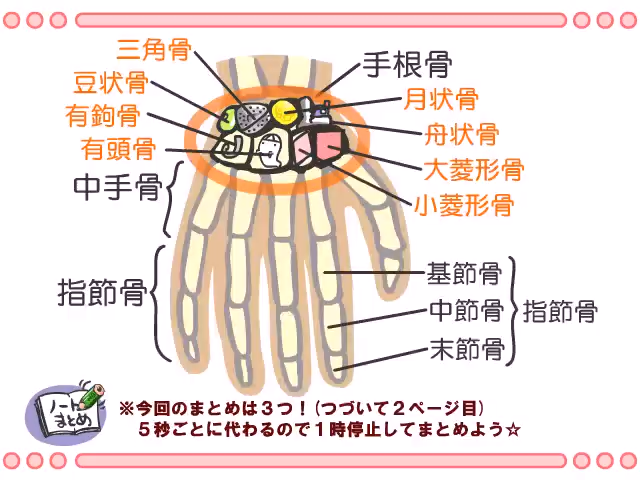 三角骨
手根骨
豆状骨
月状骨
有鉤骨
舟状骨
有頭骨
大菱形骨
中手骨
小菱形骨
基節骨
指節骨
中節骨
指節骨
末節骨
ノート
まとめ
※今回のまとめは３つ！(つづいて２ページ目)
５秒ごとに代わるので１時停止してまとめよう☆